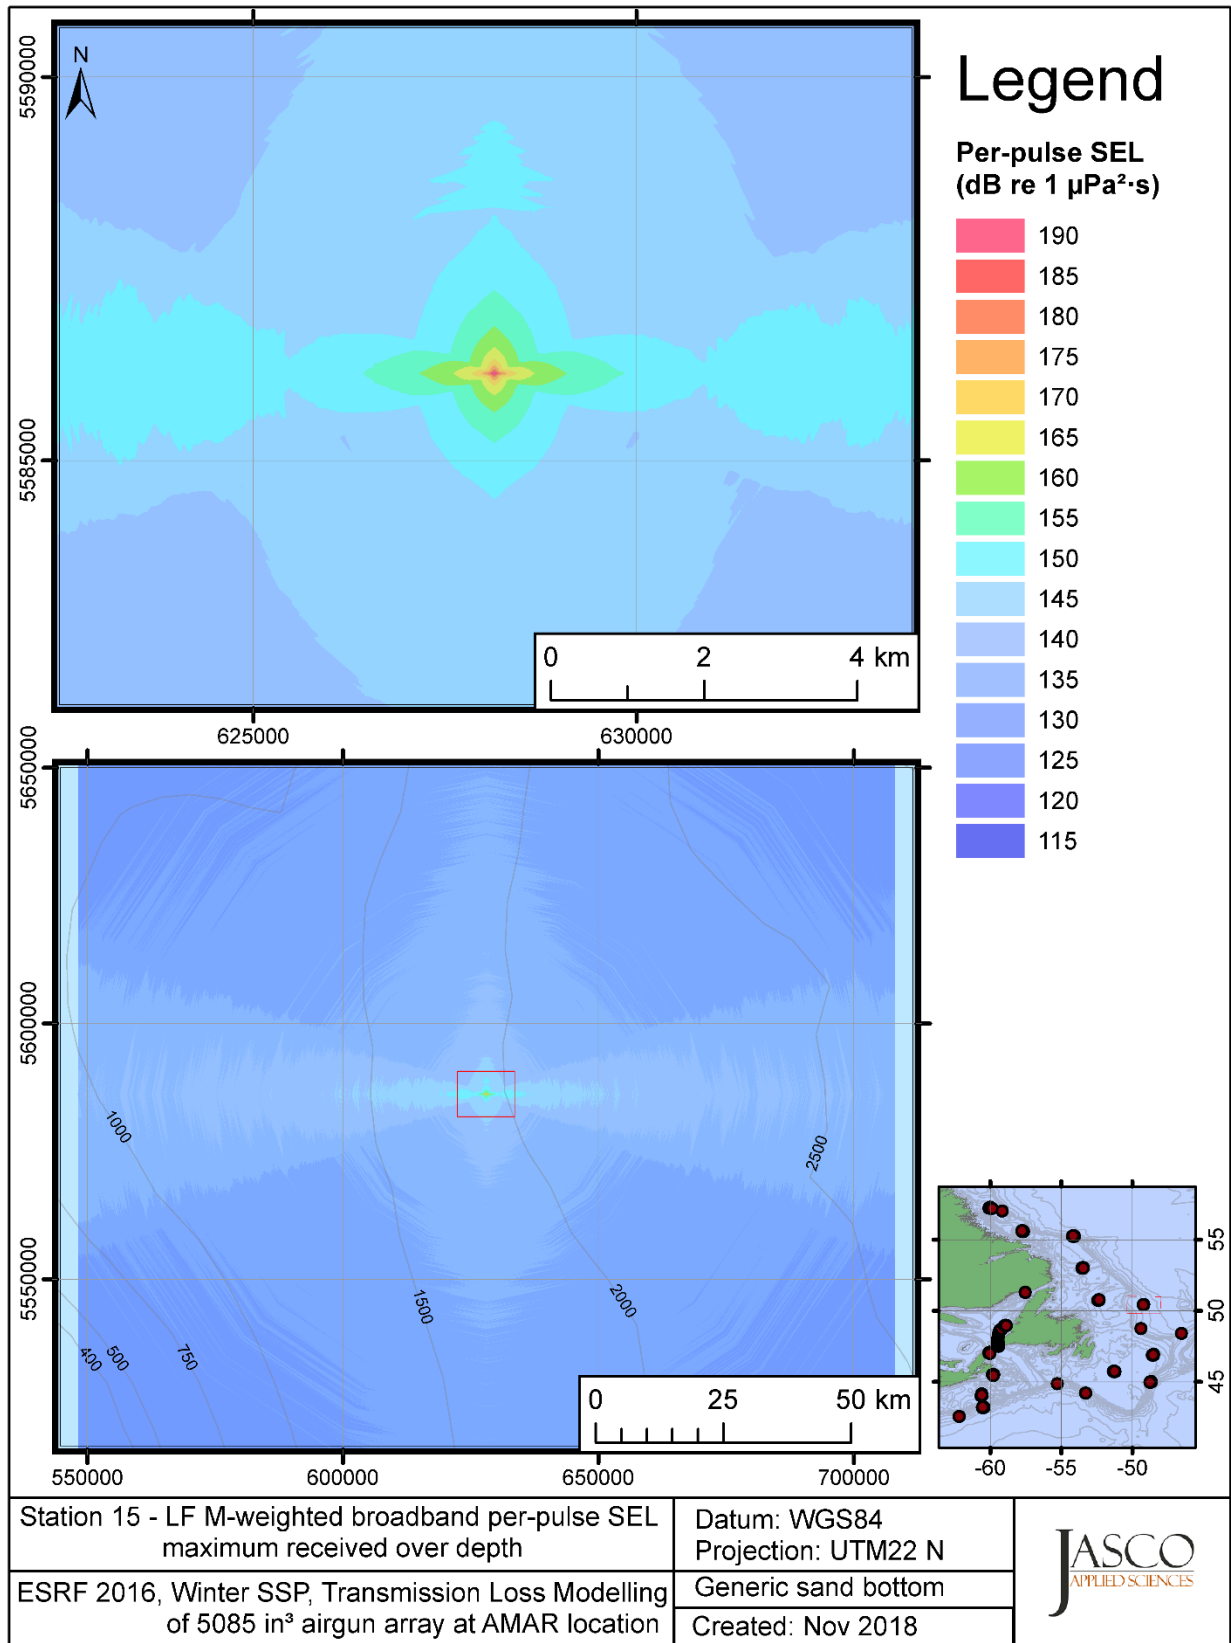 N
5590000
5585000
625000
630000
0 2 4 km
Legend
Per-pulse SEL
(dB re 1 µPa²·s)
190
185
180
175
170
165
160
155
150
145
140
135
130
125
120
115
5650000
5600000
5550000
550000
600000
650000
700000
1000
400
500
750
1500
2000
2500
0 25 50 km
55
50
45
-60 -55 -50
Station 15 - LF M-weighted broadband per-pulse SEL
maximum received over depth
ESRF 2016, Winter SSP, Transmission Loss Modelling
of 5085 in³ airgun array at AMAR location
Datum: WGS84
Projection: UTM22 N
Generic sand bottom
Created: Nov 2018
JASCO
APPLIED SCIENCES